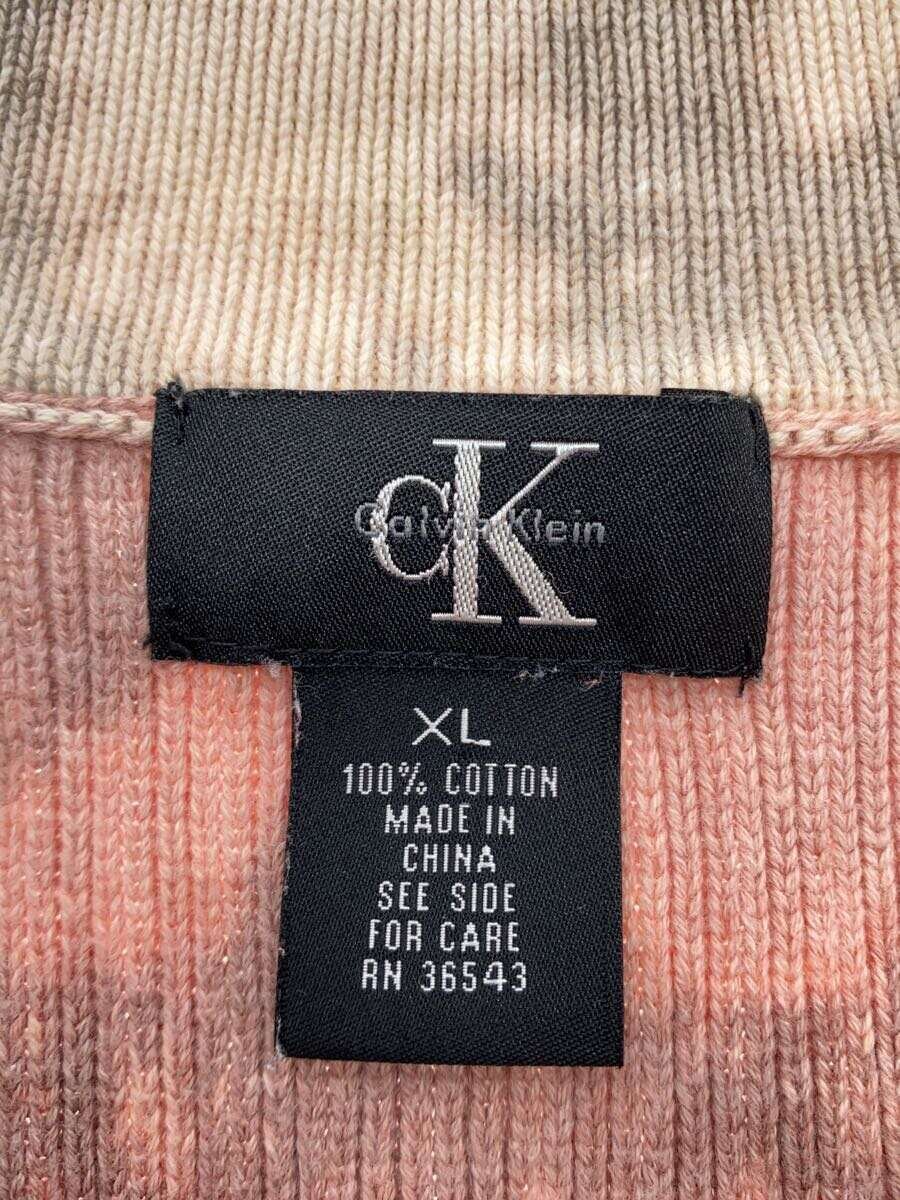 CK
Calvin Klein
XL
100% COTTON
MADE IN
CHINA
SEE SIDE
FOR CARE
RN 36543